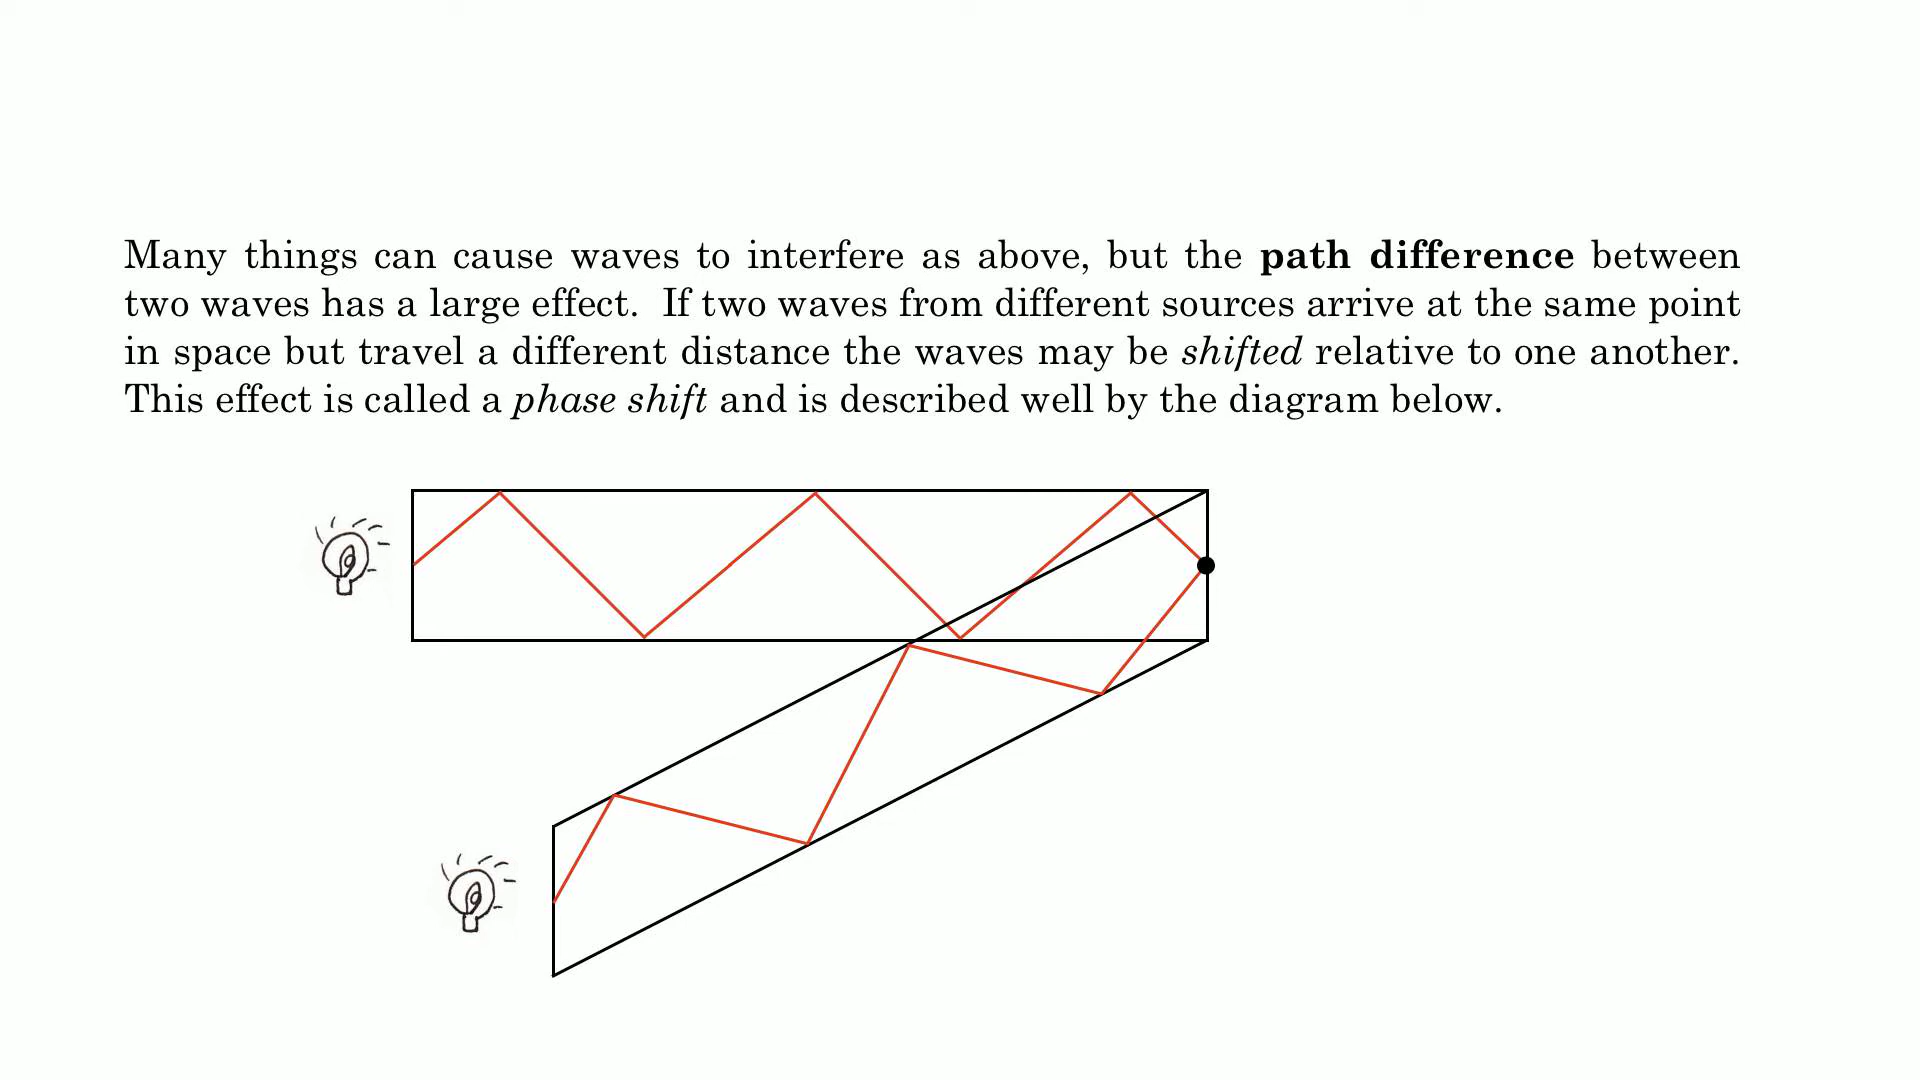 Many things can cause waves to interfere as above, but the path difference between
two waves has a large effect. If two waves from different sources arrive at the same point
in space but travel a different distance the waves may be shifted relative to one another.
This effect is called a phase shift and is described well by the diagram below.